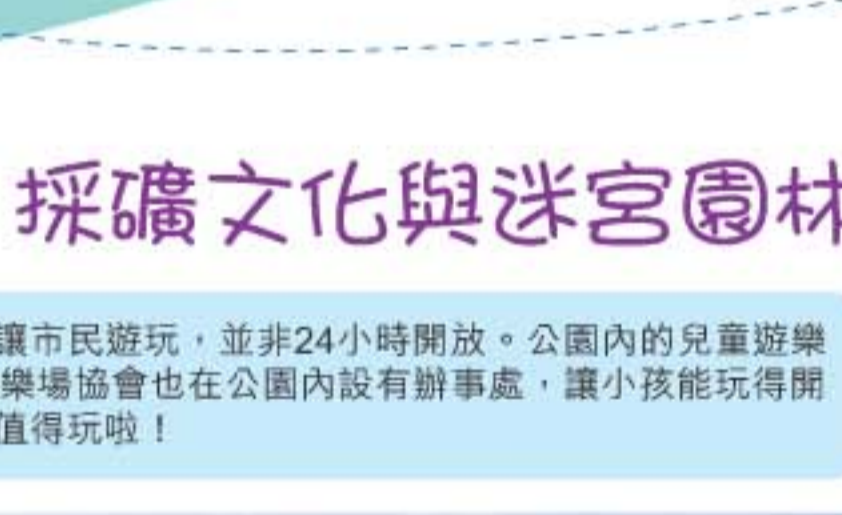 採礦文化與迷宮園林
讓市民遊玩，並非24小時開放。公園內的兒童遊樂
樂場協會也在公園內設有辦事處，讓小孩能玩得開
值得玩啦！